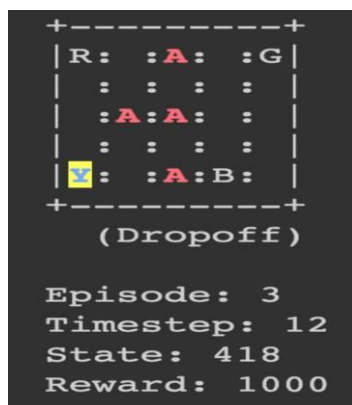 +---------+
|R: :A: :G|
| : : : : |
| :A:A: : |
| : : : : |
|Y: :A:B: |
+---------+
(Dropoff)
Episode: 3
Timestep: 12
State: 418
Reward: 1000